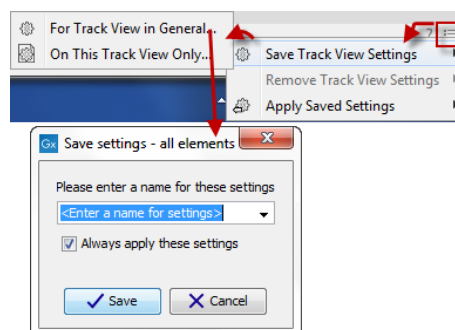 For Track View in General...
On This Track View Only...
?
Save Track View Settings
Remove Track View Settings
Apply Saved Settings
Gx Save settings - all elements
Please enter a name for these settings
<Enter a name for settings>
Always apply these settings
Save
Cancel